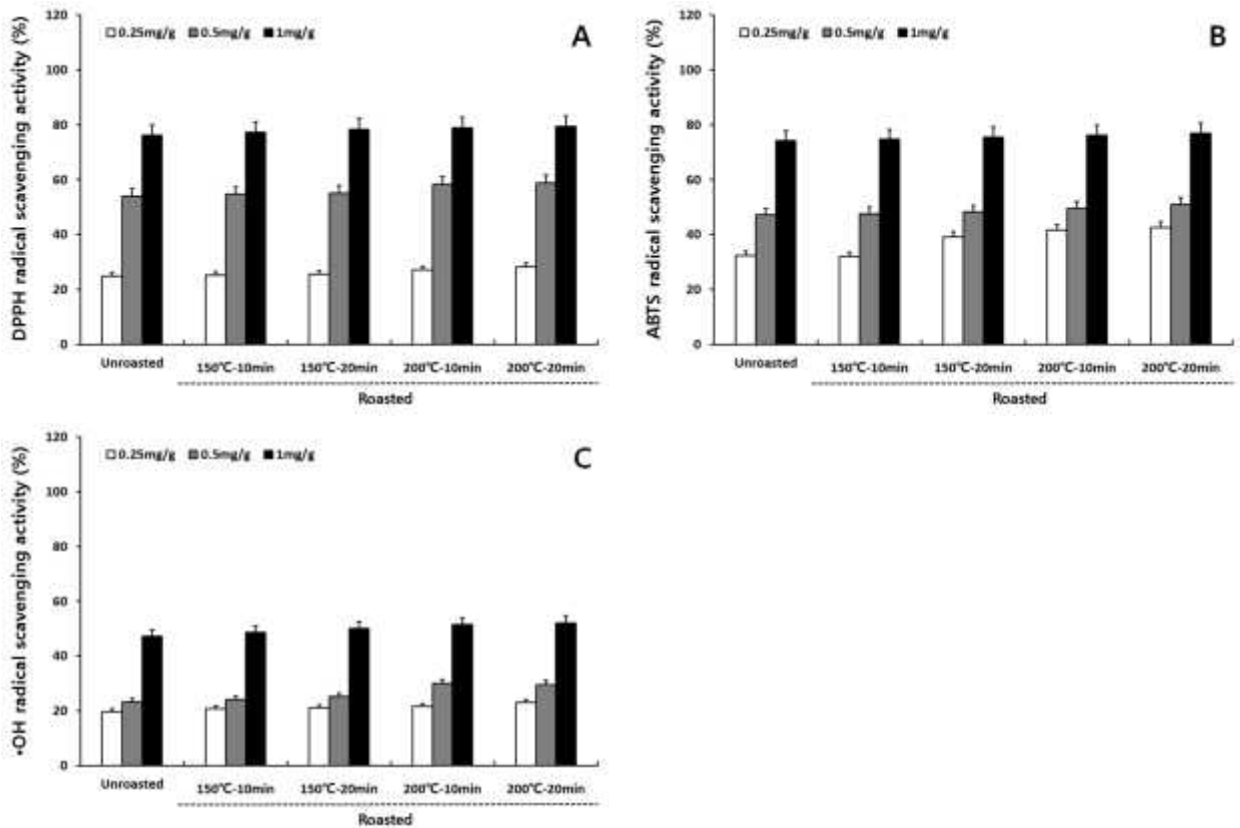 DPPH radical scavenging activity (%)
120
100
80
60
40
20
0
0.25mg/g 0.5mg/g 1mg/g
A
Unroasted 150℃-10min 150℃-20min 200℃-10min 200℃-20min
Roasted
ABTS radical scavenging activity (%)
120
100
80
60
40
20
0
0.25mg/g 0.5mg/g 1mg/g
B
Unroasted 150℃-10min 150℃-20min 200℃-10min 200℃-20min
Roasted
•OH radical scavenging activity (%)
120
100
80
60
40
20
0
0.25mg/g 0.5mg/g 1mg/g
C
Unroasted 150℃-10min 150℃-20min 200℃-10min 200℃-20min
Roasted